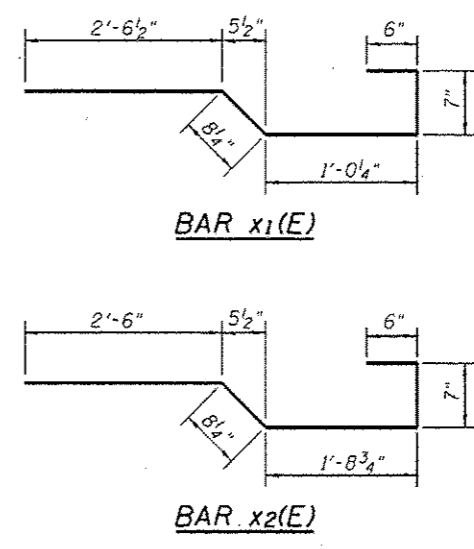 2'-6½" 5½" 6"
7"
8¼"
1'-0¼"
BAR x1(E)
2'-6" 5½" 6"
7"
8¼"
1'-8¾"
BAR x2(E)